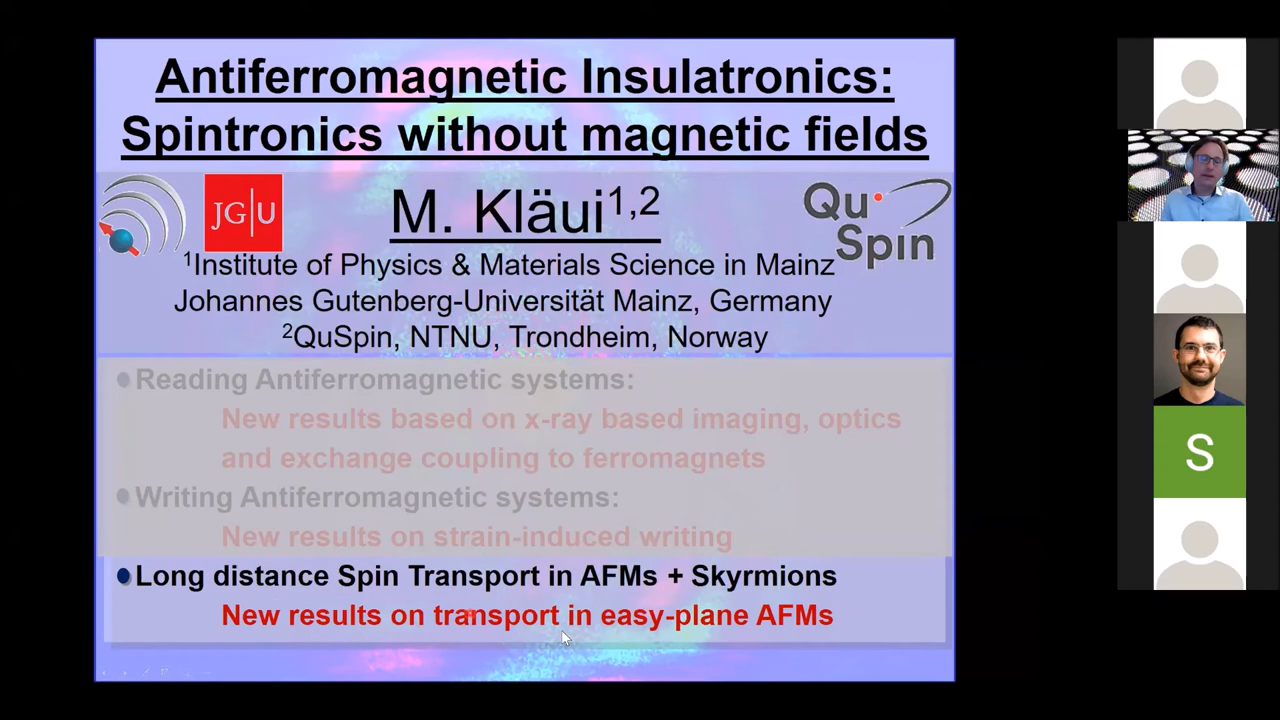 Antiferromagnetic Insulatronics:
Spintronics without magnetic fields
JG|U
M. Kläui1,2
Qu Spin
1Institute of Physics & Materials Science in Mainz
Johannes Gutenberg-Universität Mainz, Germany
2QuSpin, NTNU, Trondheim, Norway
●Reading Antiferromagnetic systems:
New results based on x-ray based imaging, optics
and exchange coupling to ferromagnets
●Writing Antiferromagnetic systems:
New results on strain-induced writing
●Long distance Spin Transport in AFMs + Skyrmions
New results on transport in easy-plane AFMs
S